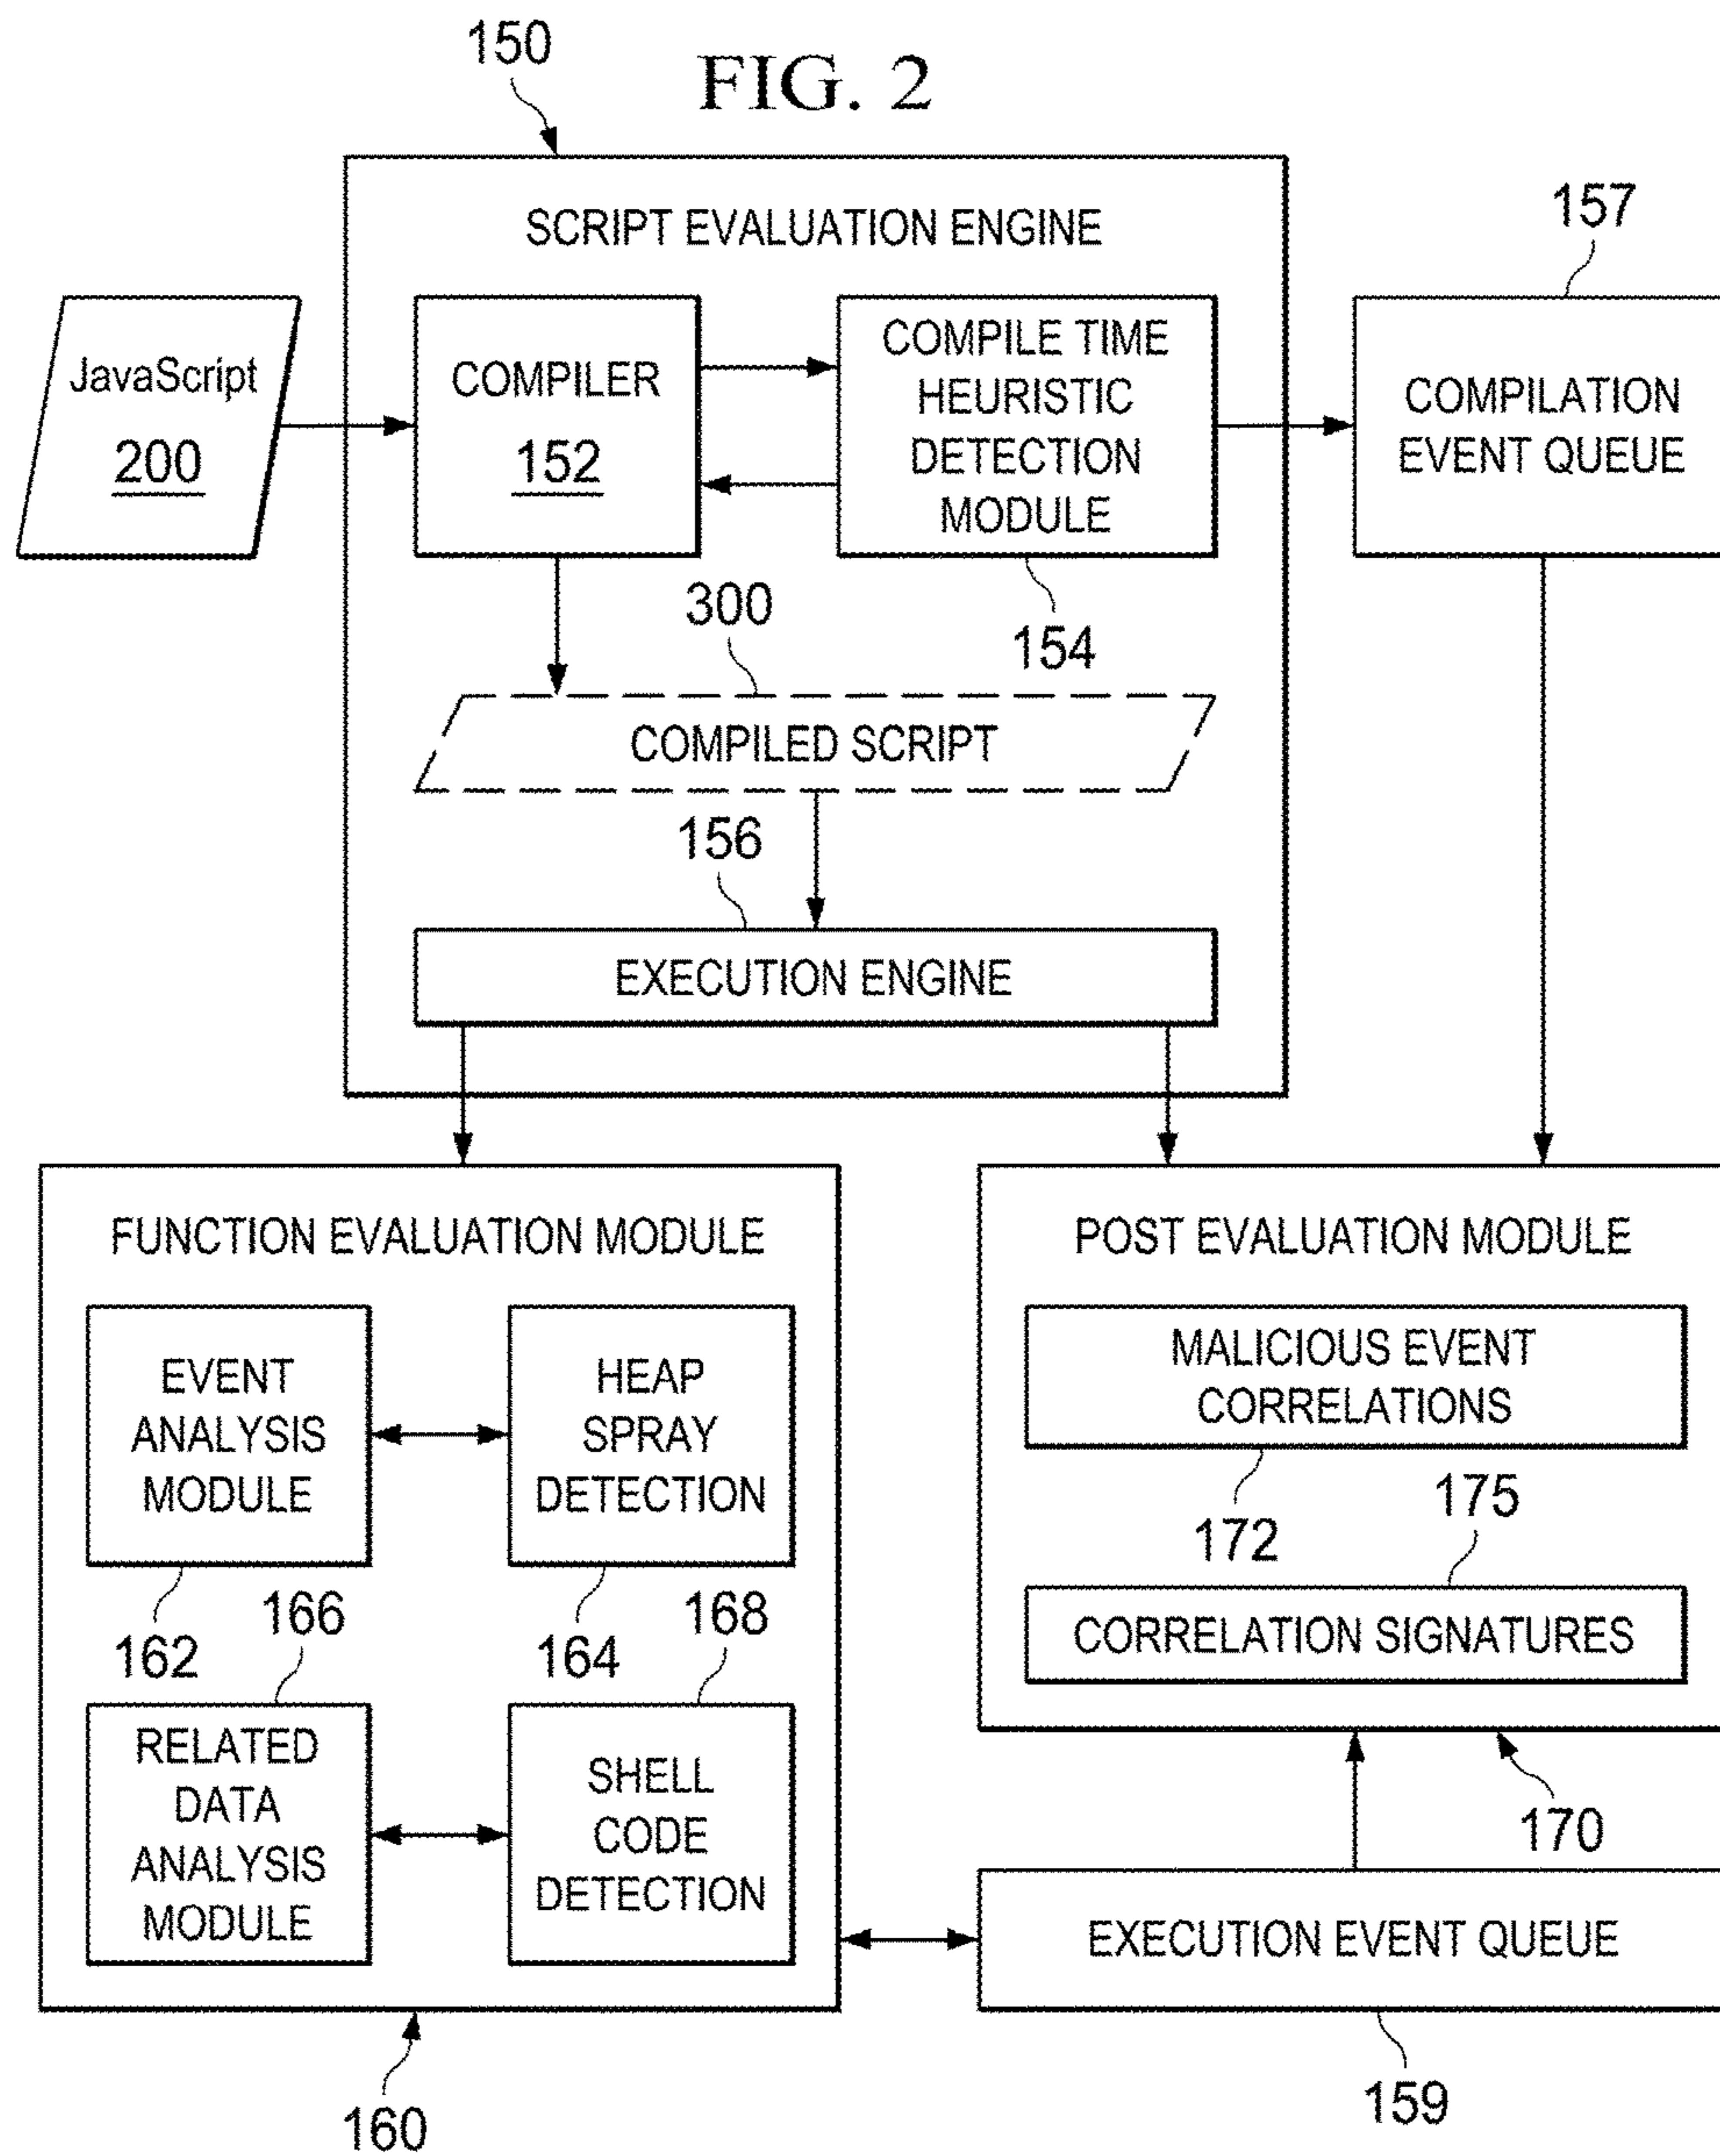 150
FIG. 2
SCRIPT EVALUATION ENGINE
157
JavaScript
200
COMPILER
152
COMPILE TIME
HEURISTIC
DETECTION
MODULE
COMPILATION
EVENT QUEUE
300
154
COMPILED SCRIPT
156
EXECUTION ENGINE
FUNCTION EVALUATION MODULE
EVENT
ANALYSIS
MODULE
HEAP
SPRAY
DETECTION
162
166
164
168
RELATED
DATA
ANALYSIS
MODULE
SHELL
CODE
DETECTION
160
POST EVALUATION MODULE
MALICIOUS EVENT
CORRELATIONS
172
175
CORRELATION SIGNATURES
170
EXECUTION EVENT QUEUE
159